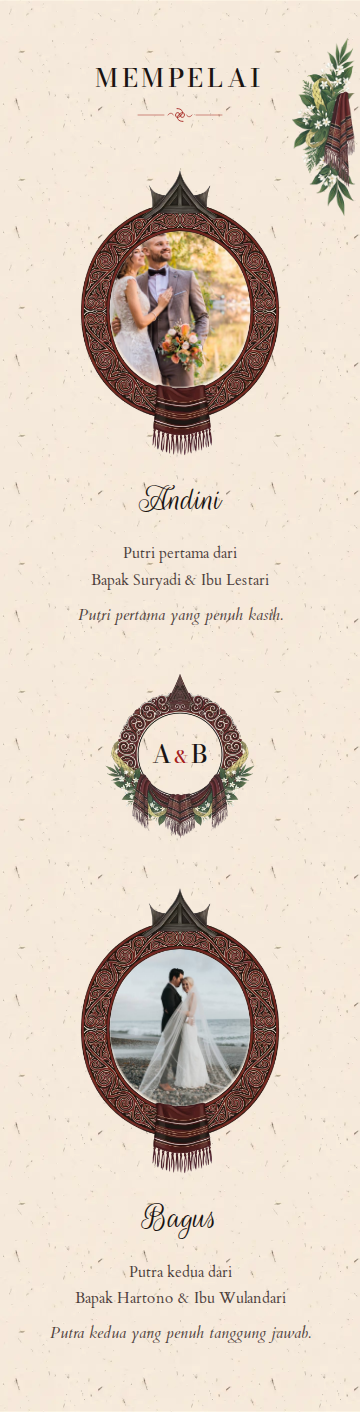 MEMPELAI
Andini
Putri pertama dari
Bapak Suryadi & Ibu Lestari
Putri pertama yang penuh kasih.
A&B
Bagus
Putra kedua dari
Bapak Hartono & Ibu Wulandari
Putra kedua yang penuh tanggung jawab.